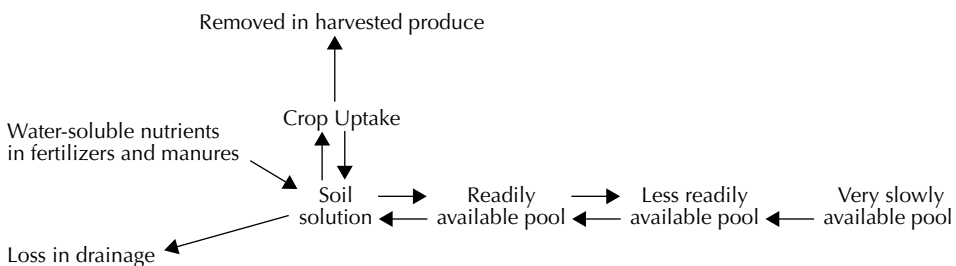 Removed in harvested produce
Crop Uptake
Water-soluble nutrients
in fertilizers and manures
Soil
solution
Readily
available pool
Less readily
available pool
Very slowly
available pool
Loss in drainage